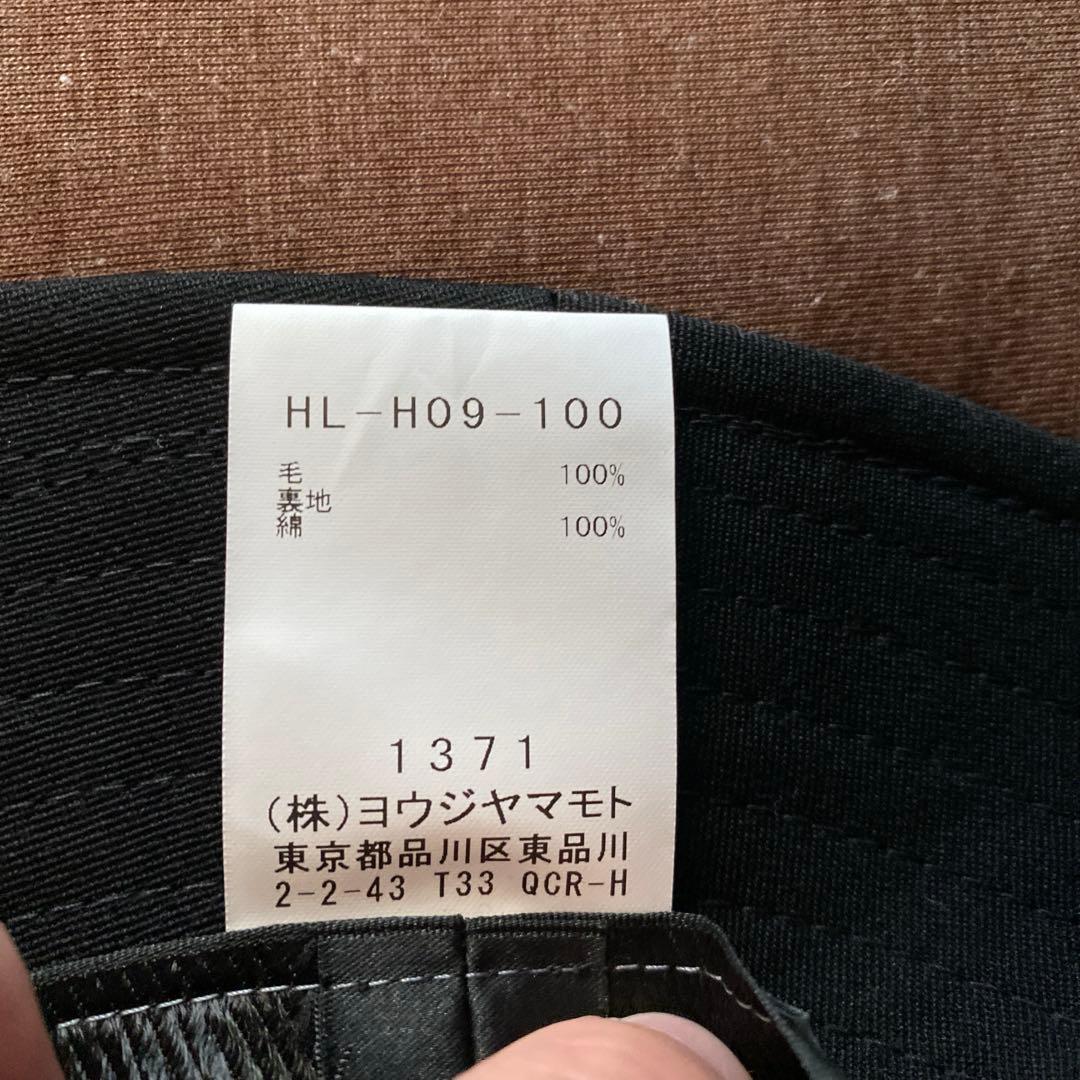 HL-H09-100
毛 100%
裏地
綿 100%
1371
(株)ヨウジヤマモト
東京都品川区東品川
2-2-43 T33 QCR-H